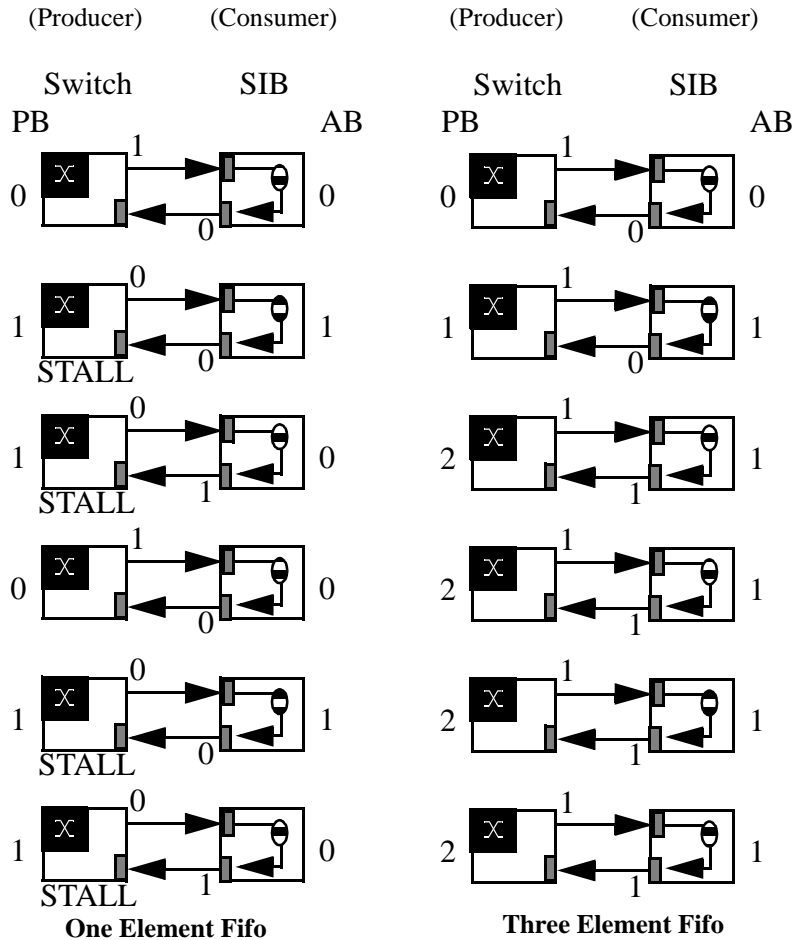 (Producer) (Consumer) (Producer) (Consumer)
Switch SIB Switch SIB
PB AB PB AB
1 1
0 0 0 0
0 0
0 1
1 1 1 1
0 0
STALL
0 1
1 0 2 1
1 1
STALL
1 1
0 0 2 1
0 1
0 1
1 1 2 1
0 1
STALL
0 1
1 0 2 1
1 1
STALL
One Element Fifo Three Element Fifo